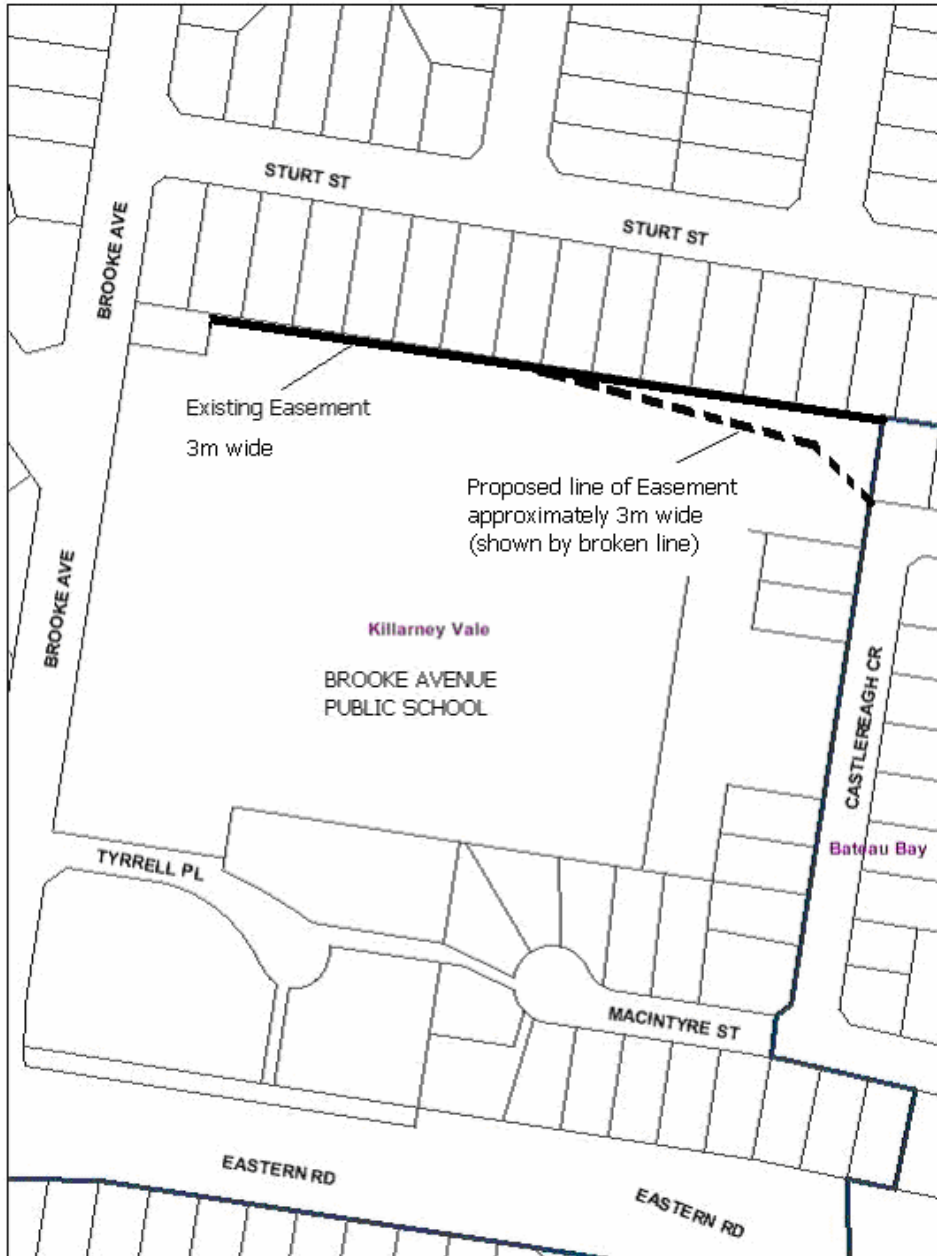 STURT ST
STURT ST
BROOKE AVE
Existing Easement
3m wide
Proposed line of Easement
approximately 3m wide
(shown by broken line)
BROOKE AVE
Killarney Vale
BROOKE AVENUE
PUBLIC SCHOOL
CASTLEREAGH CR
Bateau Bay
TYRRELL PL
MACINTYRE ST
EASTERN RD
EASTERN RD